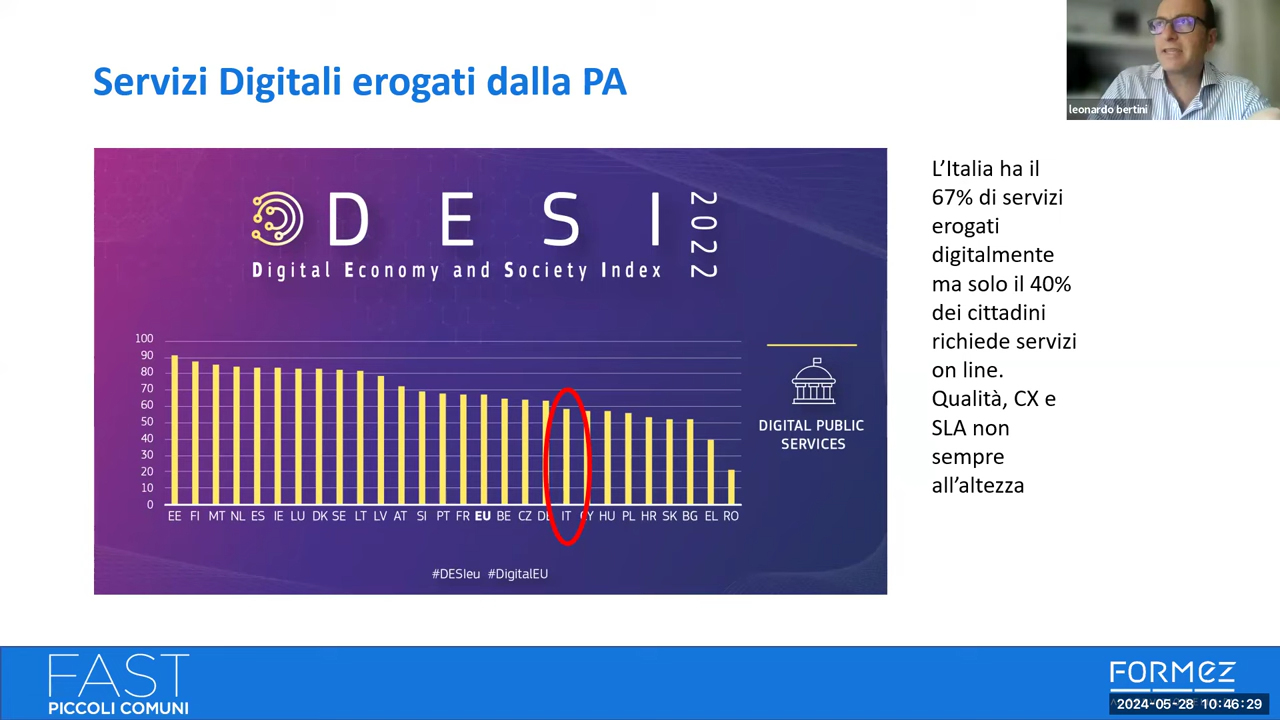 Servizi Digitali erogati dalla PA
leonardo bertini
D E S I 2022
Digital Economy and Society Index
100
90
80
70
60
50
40
30
20
10
0
EE FI MT NL ES IE LU DK SE LT LV AT SI PT FR EU BE CZ DE IT CY HU PL HR SK BG EL RO
DIGITAL PUBLIC
SERVICES
#DESIeu #DigitalEU
L’Italia ha il
67% di servizi
erogati
digitalmente
ma solo il 40%
dei cittadini
richiede servizi
on line.
Qualità, CX e
SLA non
sempre
all’altezza
FAST
PICCOLI COMUNI
FORMEZ
2024-05-28 10:46:29